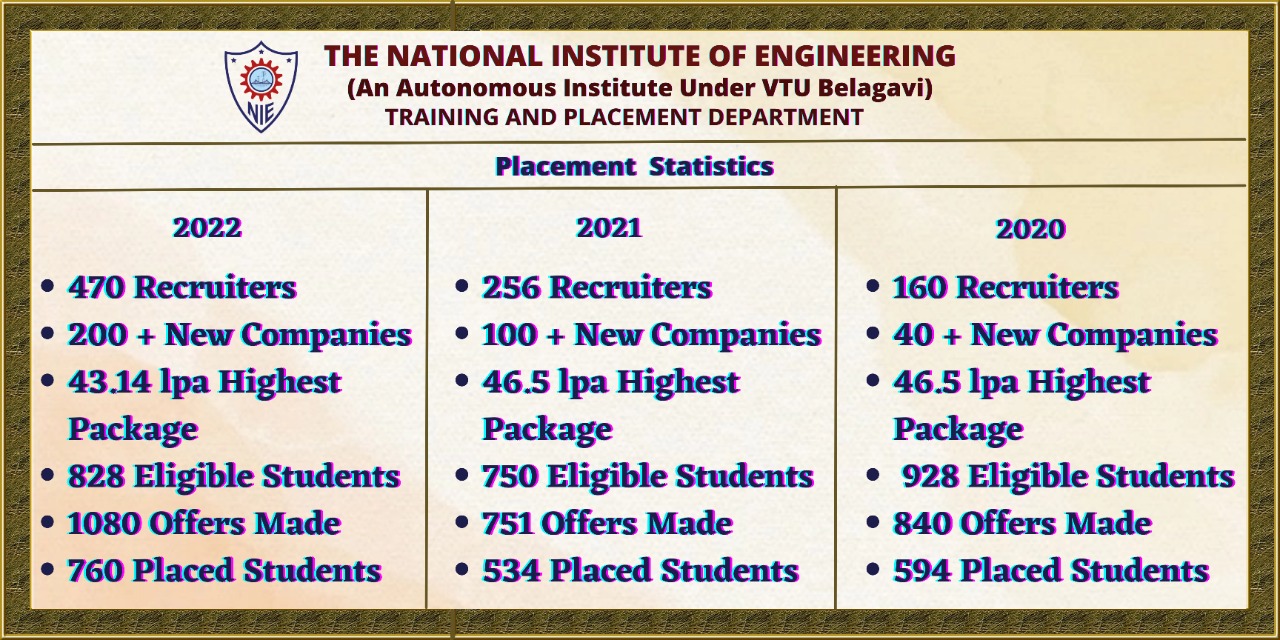 NIE
THE NATIONAL INSTITUTE OF ENGINEERING
(An Autonomous Institute Under VTU Belagavi)
TRAINING AND PLACEMENT DEPARTMENT
Placement Statistics
2022
• 470 Recruiters
• 200 + New Companies
• 43.14 lpa Highest
Package
• 828 Eligible Students
• 1080 Offers Made
• 760 Placed Students
2021
• 256 Recruiters
• 100 + New Companies
• 46.5 lpa Highest
Package
• 750 Eligible Students
• 751 Offers Made
• 534 Placed Students
2020
• 160 Recruiters
• 40 + New Companies
• 46.5 lpa Highest
Package
• 928 Eligible Students
• 840 Offers Made
• 594 Placed Students